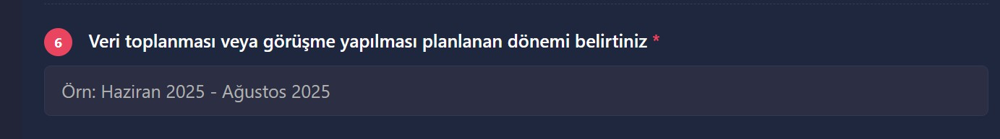 6 Veri toplanması veya görüşme yapılması planlanan dönemi belirtiniz *
Örn: Haziran 2025 - Ağustos 2025